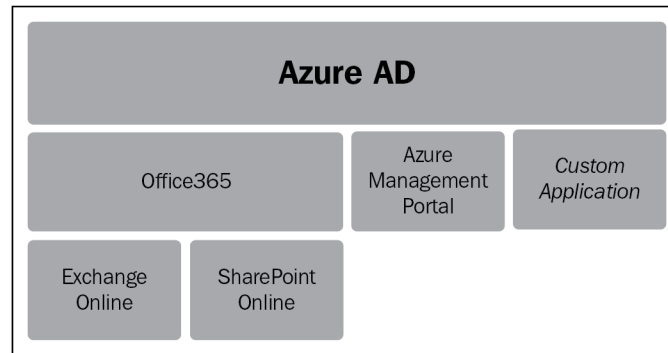 Azure AD
Office365
Azure
Management
Portal
Custom
Application
Exchange
Online
SharePoint
Online